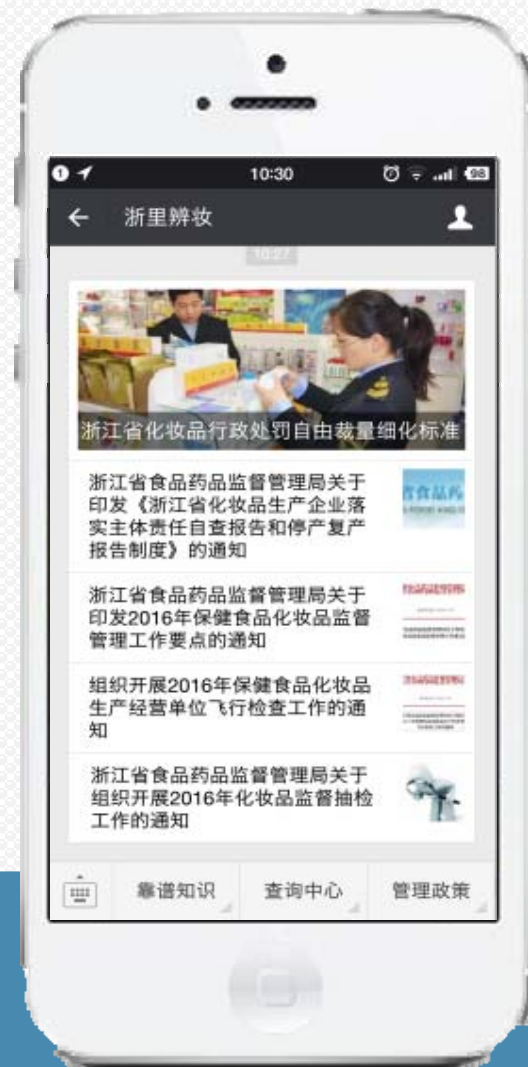 10:30
98
浙里辨妆
10:27
浙江省化妆品行政处罚自由裁量细化标准
浙江省食品药品监督管理局关于
印发《浙江省化妆品生产企业落
实主体责任自查报告和停产复产
报告制度》的通知
浙江省食品药品监督管理局关于
印发2016年保健食品化妆品监督
管理工作要点的通知
组织开展2016年保健食品化妆品
生产经营单位飞行检查工作的通
知
浙江省食品药品监督管理局关于
组织开展2016年化妆品监督抽检
工作的通知
靠谱知识
查询中心
管理政策